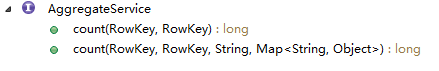 AggregateService
count(RowKey, RowKey) : long
count(RowKey, RowKey, String, Map<String, Object>) : long